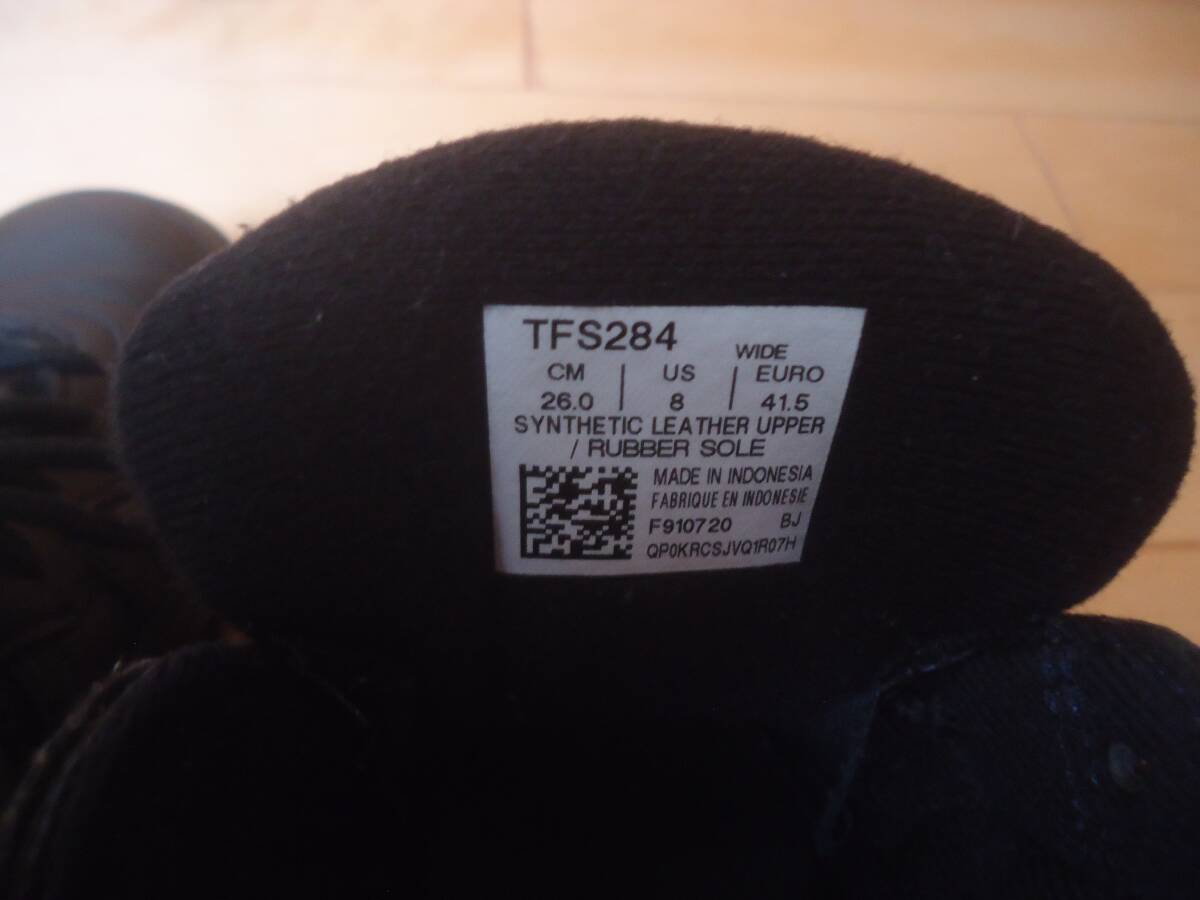 TFS284
WIDE
CM | US | EURO
26.0 | 8 | 41.5
SYNTHETIC LEATHER UPPER
/ RUBBER SOLE
MADE IN INDONESIA
FABRIQUE EN INDONESIE
F910720 BJ
QP0KRCSJVQ1R07H